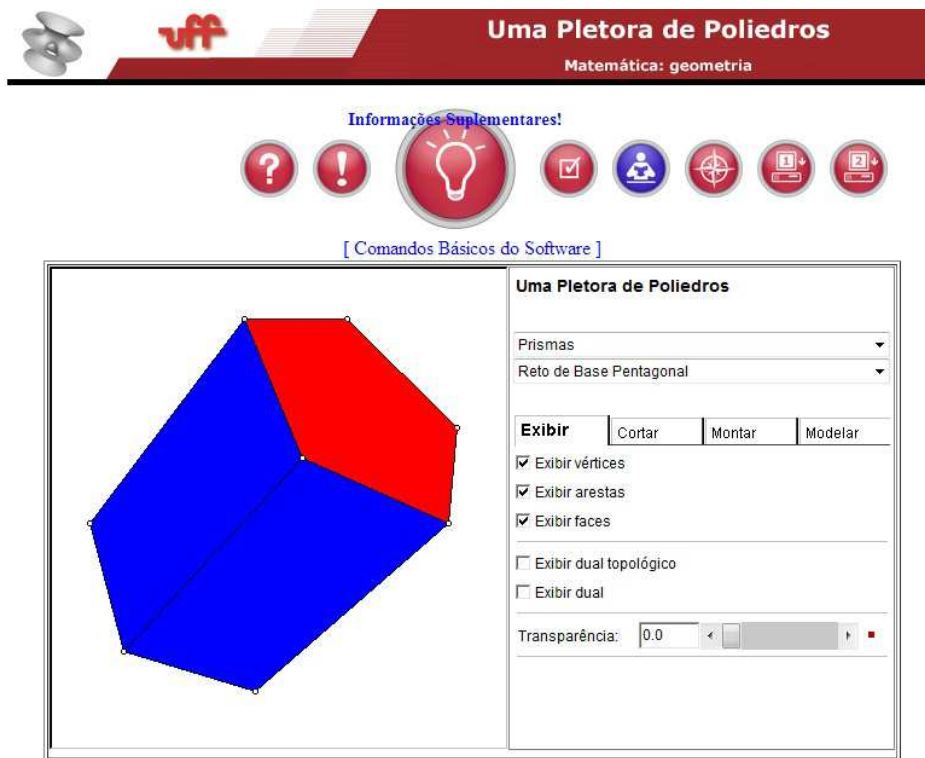 uff
Uma Pletora de Poliedros
Matemática: geometria
Informações Suplementares!
? ! 1 2
[ Comandos Básicos do Software ]
Uma Pletora de Poliedros
Prismas
Reto de Base Pentagonal
Exibir Cortar Montar Modelar
Exibir vértices
Exibir arestas
Exibir faces
Exibir dual topológico
Exibir dual
Transparência: 0.0